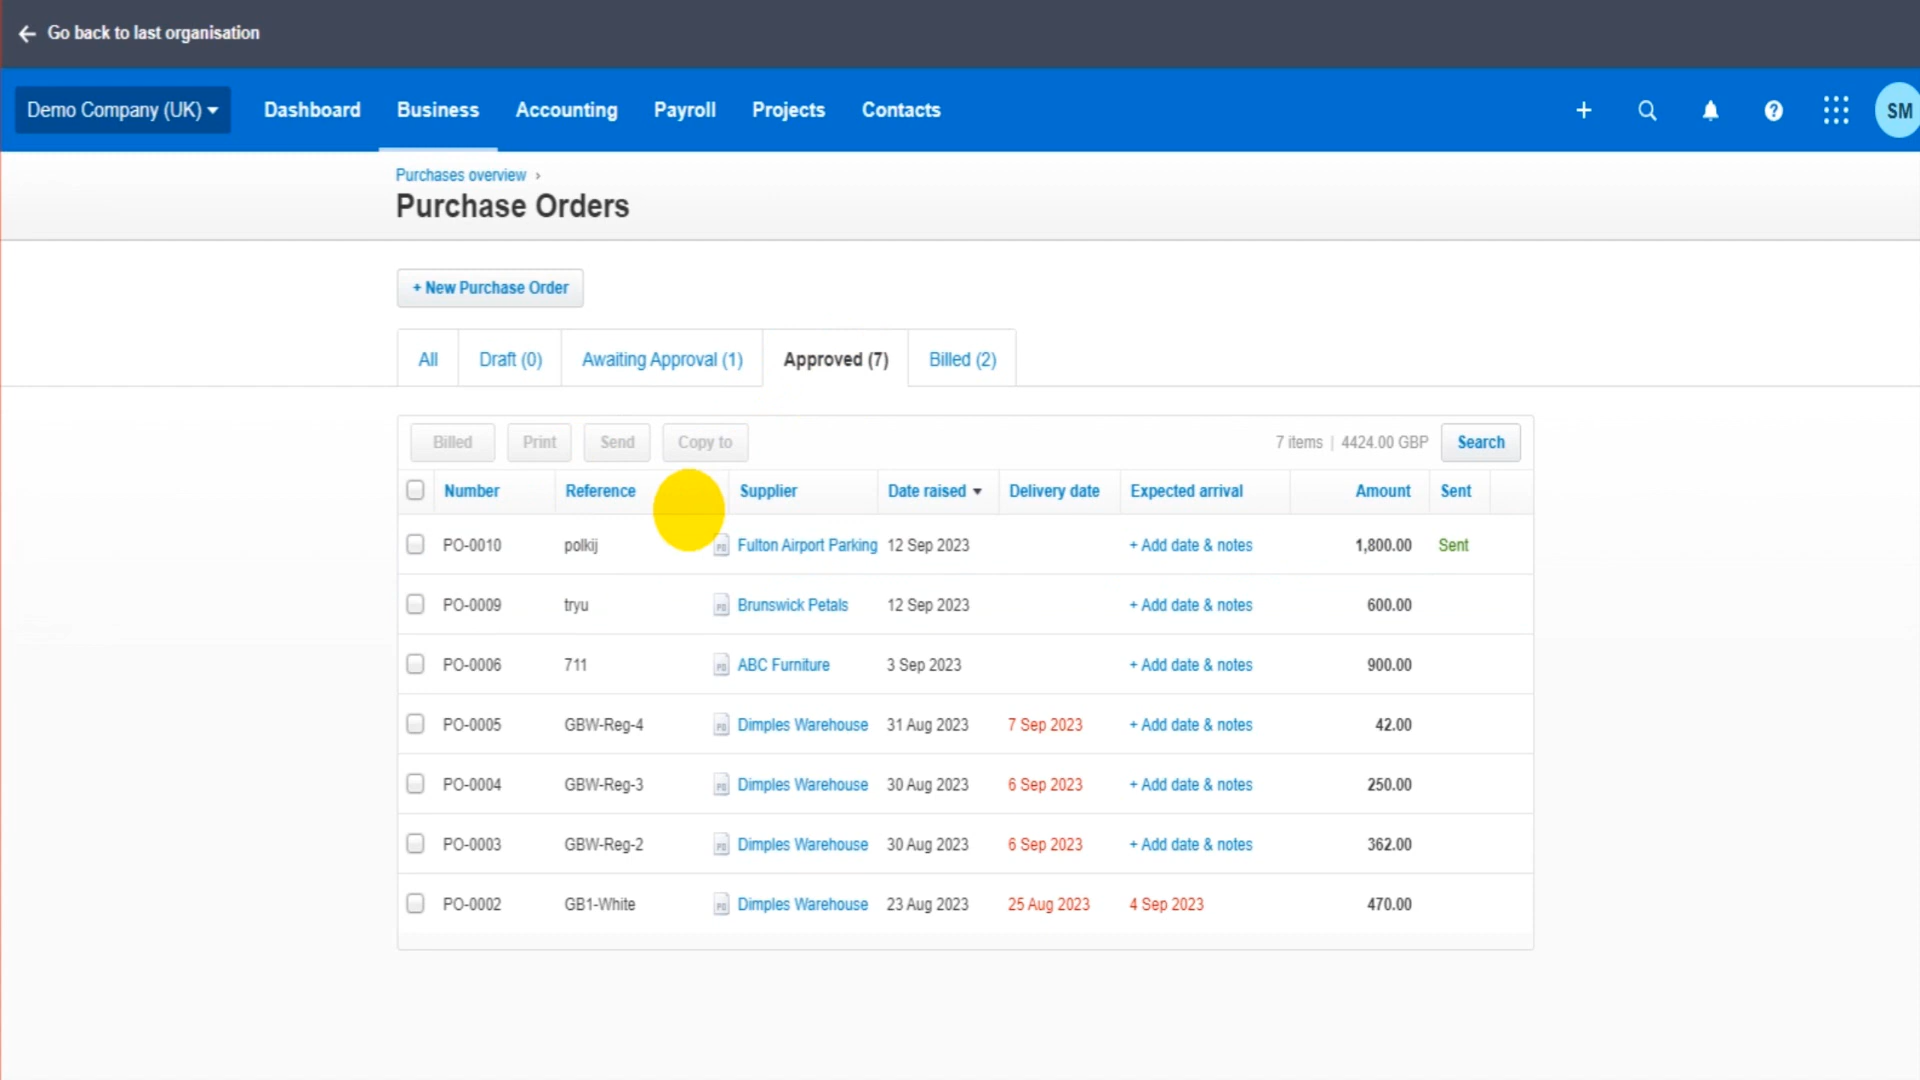 Go back to last organisation
Demo Company (UK) Dashboard Business Accounting Payroll Projects Contacts SM
Purchases overview ›
Purchase Orders
+ New Purchase Order
All Draft (0) Awaiting Approval (1) Approved (7) Billed (2)
Billed Print Send Copy to 7 items | 4424.00 GBP Search
Number Reference Supplier Date raised Delivery date Expected arrival Amount Sent
PO-0010 polkij PO Fulton Airport Parking 12 Sep 2023 + Add date & notes 1,800.00 Sent
PO-0009 tryu PO Brunswick Petals 12 Sep 2023 + Add date & notes 600.00
PO-0006 711 PO ABC Furniture 3 Sep 2023 + Add date & notes 900.00
PO-0005 GBW-Reg-4 PO Dimples Warehouse 31 Aug 2023 7 Sep 2023 + Add date & notes 42.00
PO-0004 GBW-Reg-3 PO Dimples Warehouse 30 Aug 2023 6 Sep 2023 + Add date & notes 250.00
PO-0003 GBW-Reg-2 PO Dimples Warehouse 30 Aug 2023 6 Sep 2023 + Add date & notes 362.00
PO-0002 GB1-White PO Dimples Warehouse 23 Aug 2023 25 Aug 2023 4 Sep 2023 470.00